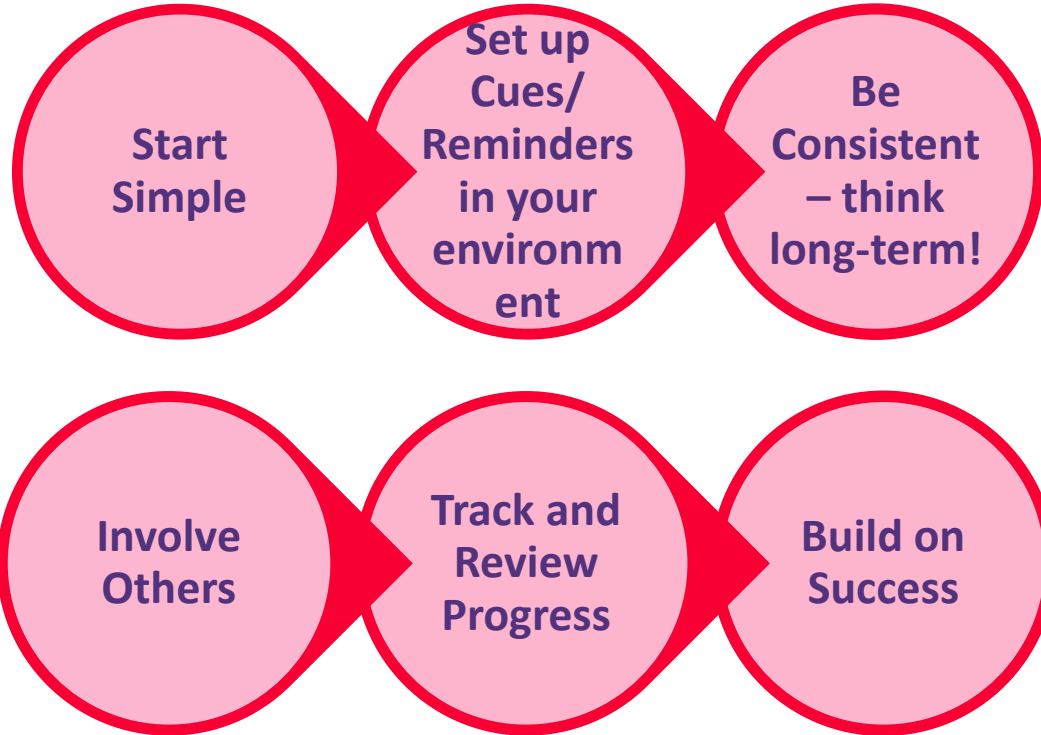 Start
Simple
Set up
Cues/
Reminders
in your
environm
ent
Be
Consistent
– think
long-term!
Involve
Others
Track and
Review
Progress
Build on
Success